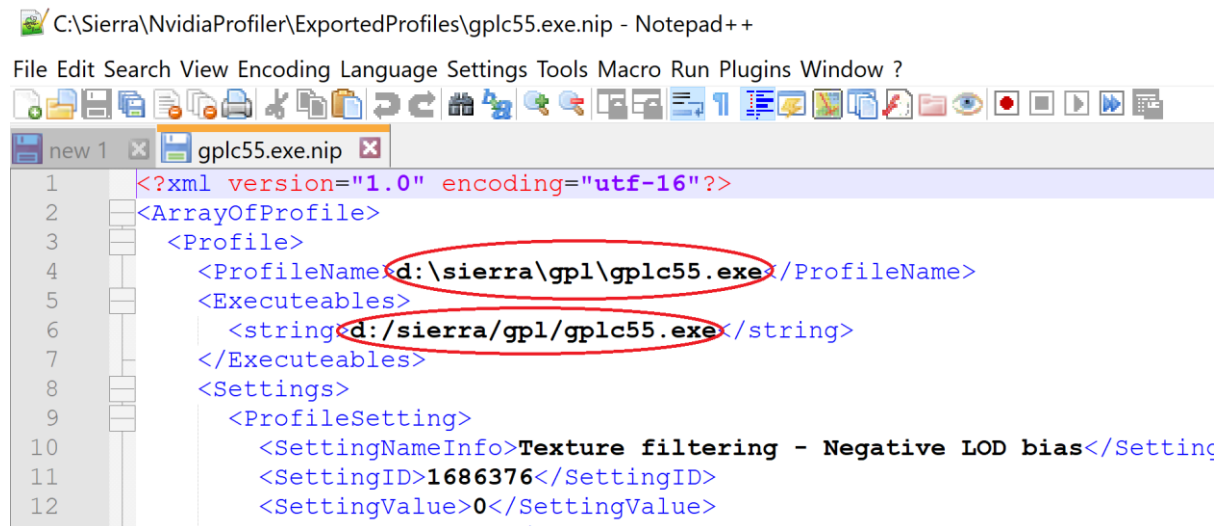 C:\Sierra\NvidiaProfiler\ExportedProfiles\gplc55.exe.nip - Notepad++
File Edit Search View Encoding Language Settings Tools Macro Run Plugins Window ?
new 1 gplc55.exe.nip
1 <?xml version="1.0" encoding="utf-16"?>
2 <ArrayOfProfile>
3 <Profile>
4 <ProfileName>d:\sierra\gpl\gplc55.exe</ProfileName>
5 <Executeables>
6 <string>d:/sierra/gpl/gplc55.exe</string>
7 </Executeables>
8 <Settings>
9 <ProfileSetting>
10 <SettingNameInfo>Texture filtering - Negative LOD bias</Setting
11 <SettingID>1686376</SettingID>
12 <SettingValue>0</SettingValue>